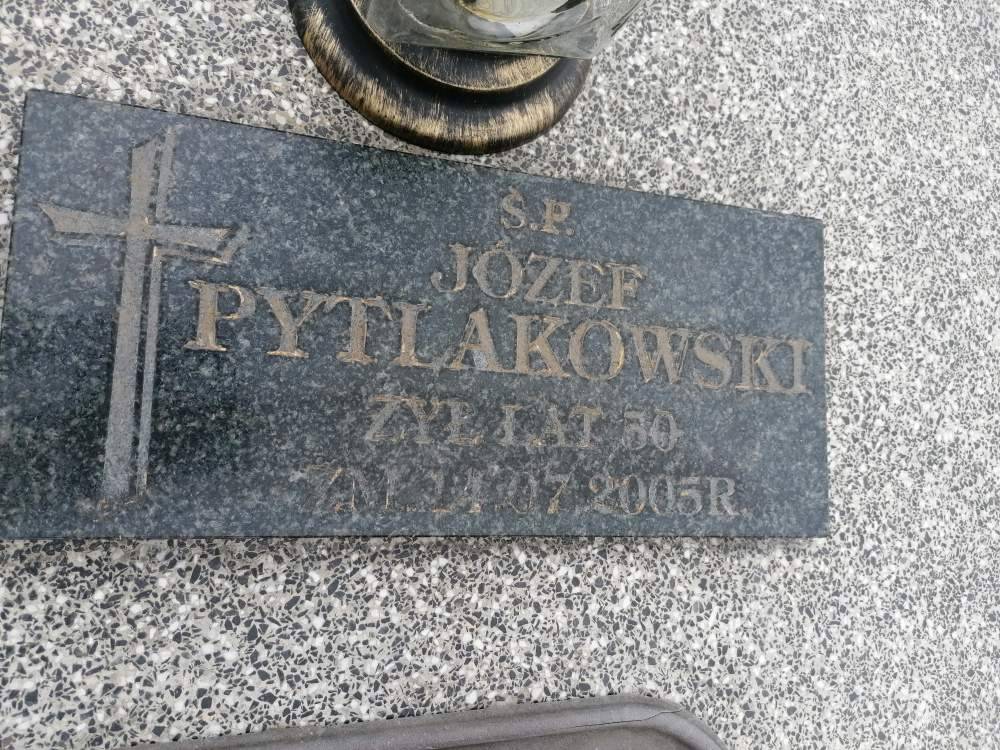 Ś.P.
JÓZEF
PYTLAKOWSKI
ŻYŁ LAT 50
ZM. 14.07.2005R.